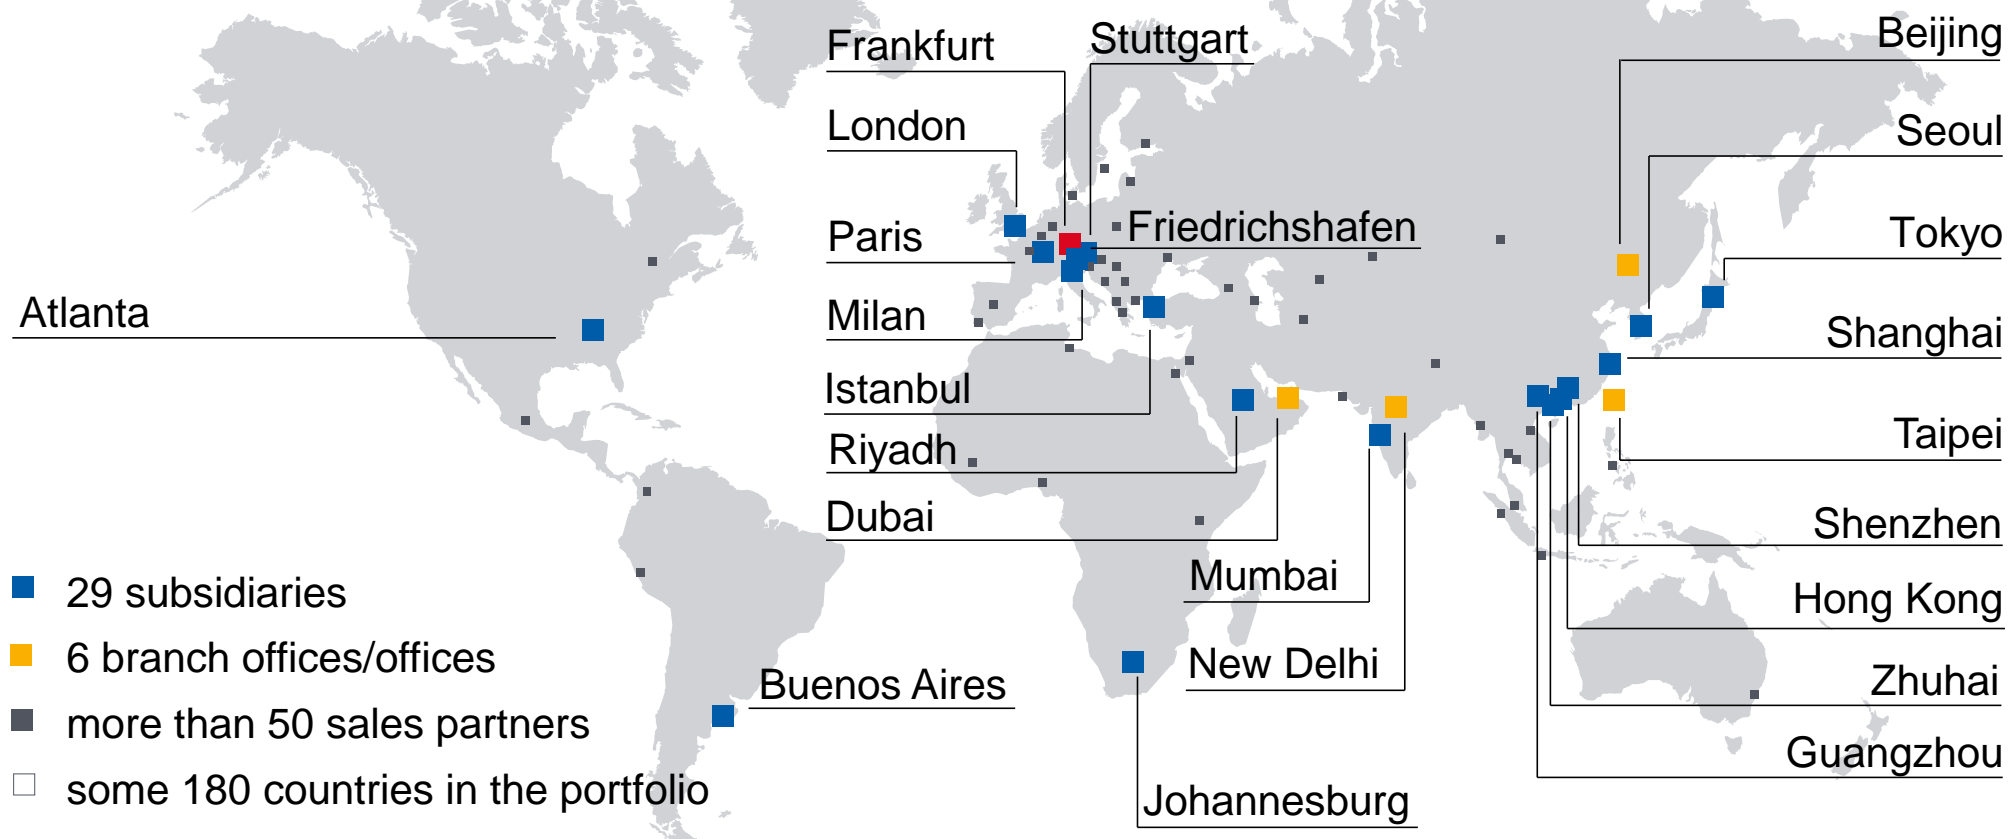 Frankfurt
Stuttgart
Beijing
London
Seoul
Paris
Friedrichshafen
Tokyo
Atlanta
Milan
Shanghai
Istanbul
Riyadh
Taipei
Dubai
Shenzhen
Mumbai
29 subsidiaries
Hong Kong
6 branch offices/offices
New Delhi
Buenos Aires
Zhuhai
more than 50 sales partners
Guangzhou
some 180 countries in the portfolio
Johannesburg